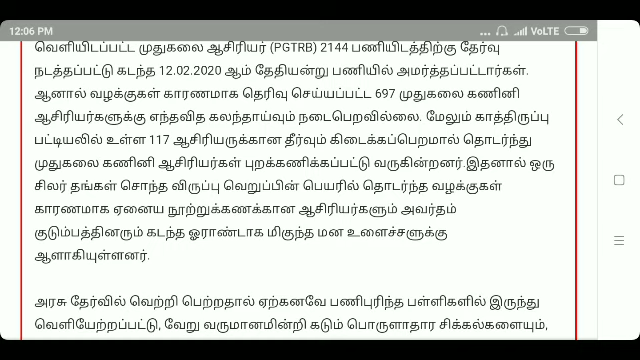 12:06 PM
... VoLTE
வெளியிடப்பட்ட முதுகலை ஆசிரியர் (PGTRB) 2144 பணியிடத்திற்கு தேர்வு
நடத்தப்பட்டு கடந்த 12.02.2020 ஆம் தேதியன்று பணியில் அமர்த்தப்பட்டார்கள்.
ஆனால் வழக்குகள் காரணமாக தெரிவு செய்யப்பட்ட 697 முதுகலை கணினி
ஆசிரியர்களுக்கு எந்தவித கலந்தாய்வும் நடைபெறவில்லை. மேலும் காத்திருப்பு
பட்டியலில் உள்ள 117 ஆசிரியருக்கான தீர்வும் கிடைக்கப்பெறமால் தொடர்ந்து
முதுகலை கணினி ஆசிரியர்கள் புறக்கணிக்கப்பட்டு வருகின்றனர்.இதனால் ஒரு
சிலர் தங்கள் சொந்த விருப்பு வெறுப்பின் பெயரில் தொடர்ந்த வழக்குகள்
காரணமாக ஏனைய நூற்றுக்கணக்கான ஆசிரியர்களும் அவர்தம்
குடும்பத்தினரும் கடந்த ஓராண்டாக மிகுந்த மன உளைச்சளுக்கு
ஆளாகியுள்ளனர்.
அரசு தேர்வில் வெற்றி பெற்றதால் ஏற்கனவே பணிபுரிந்த பள்ளிகளில் இருந்து
வெளியேற்றப்பட்டு, வேறு வருமானமின்றி கடும் பொருளாதார சிக்கல்களையும்,